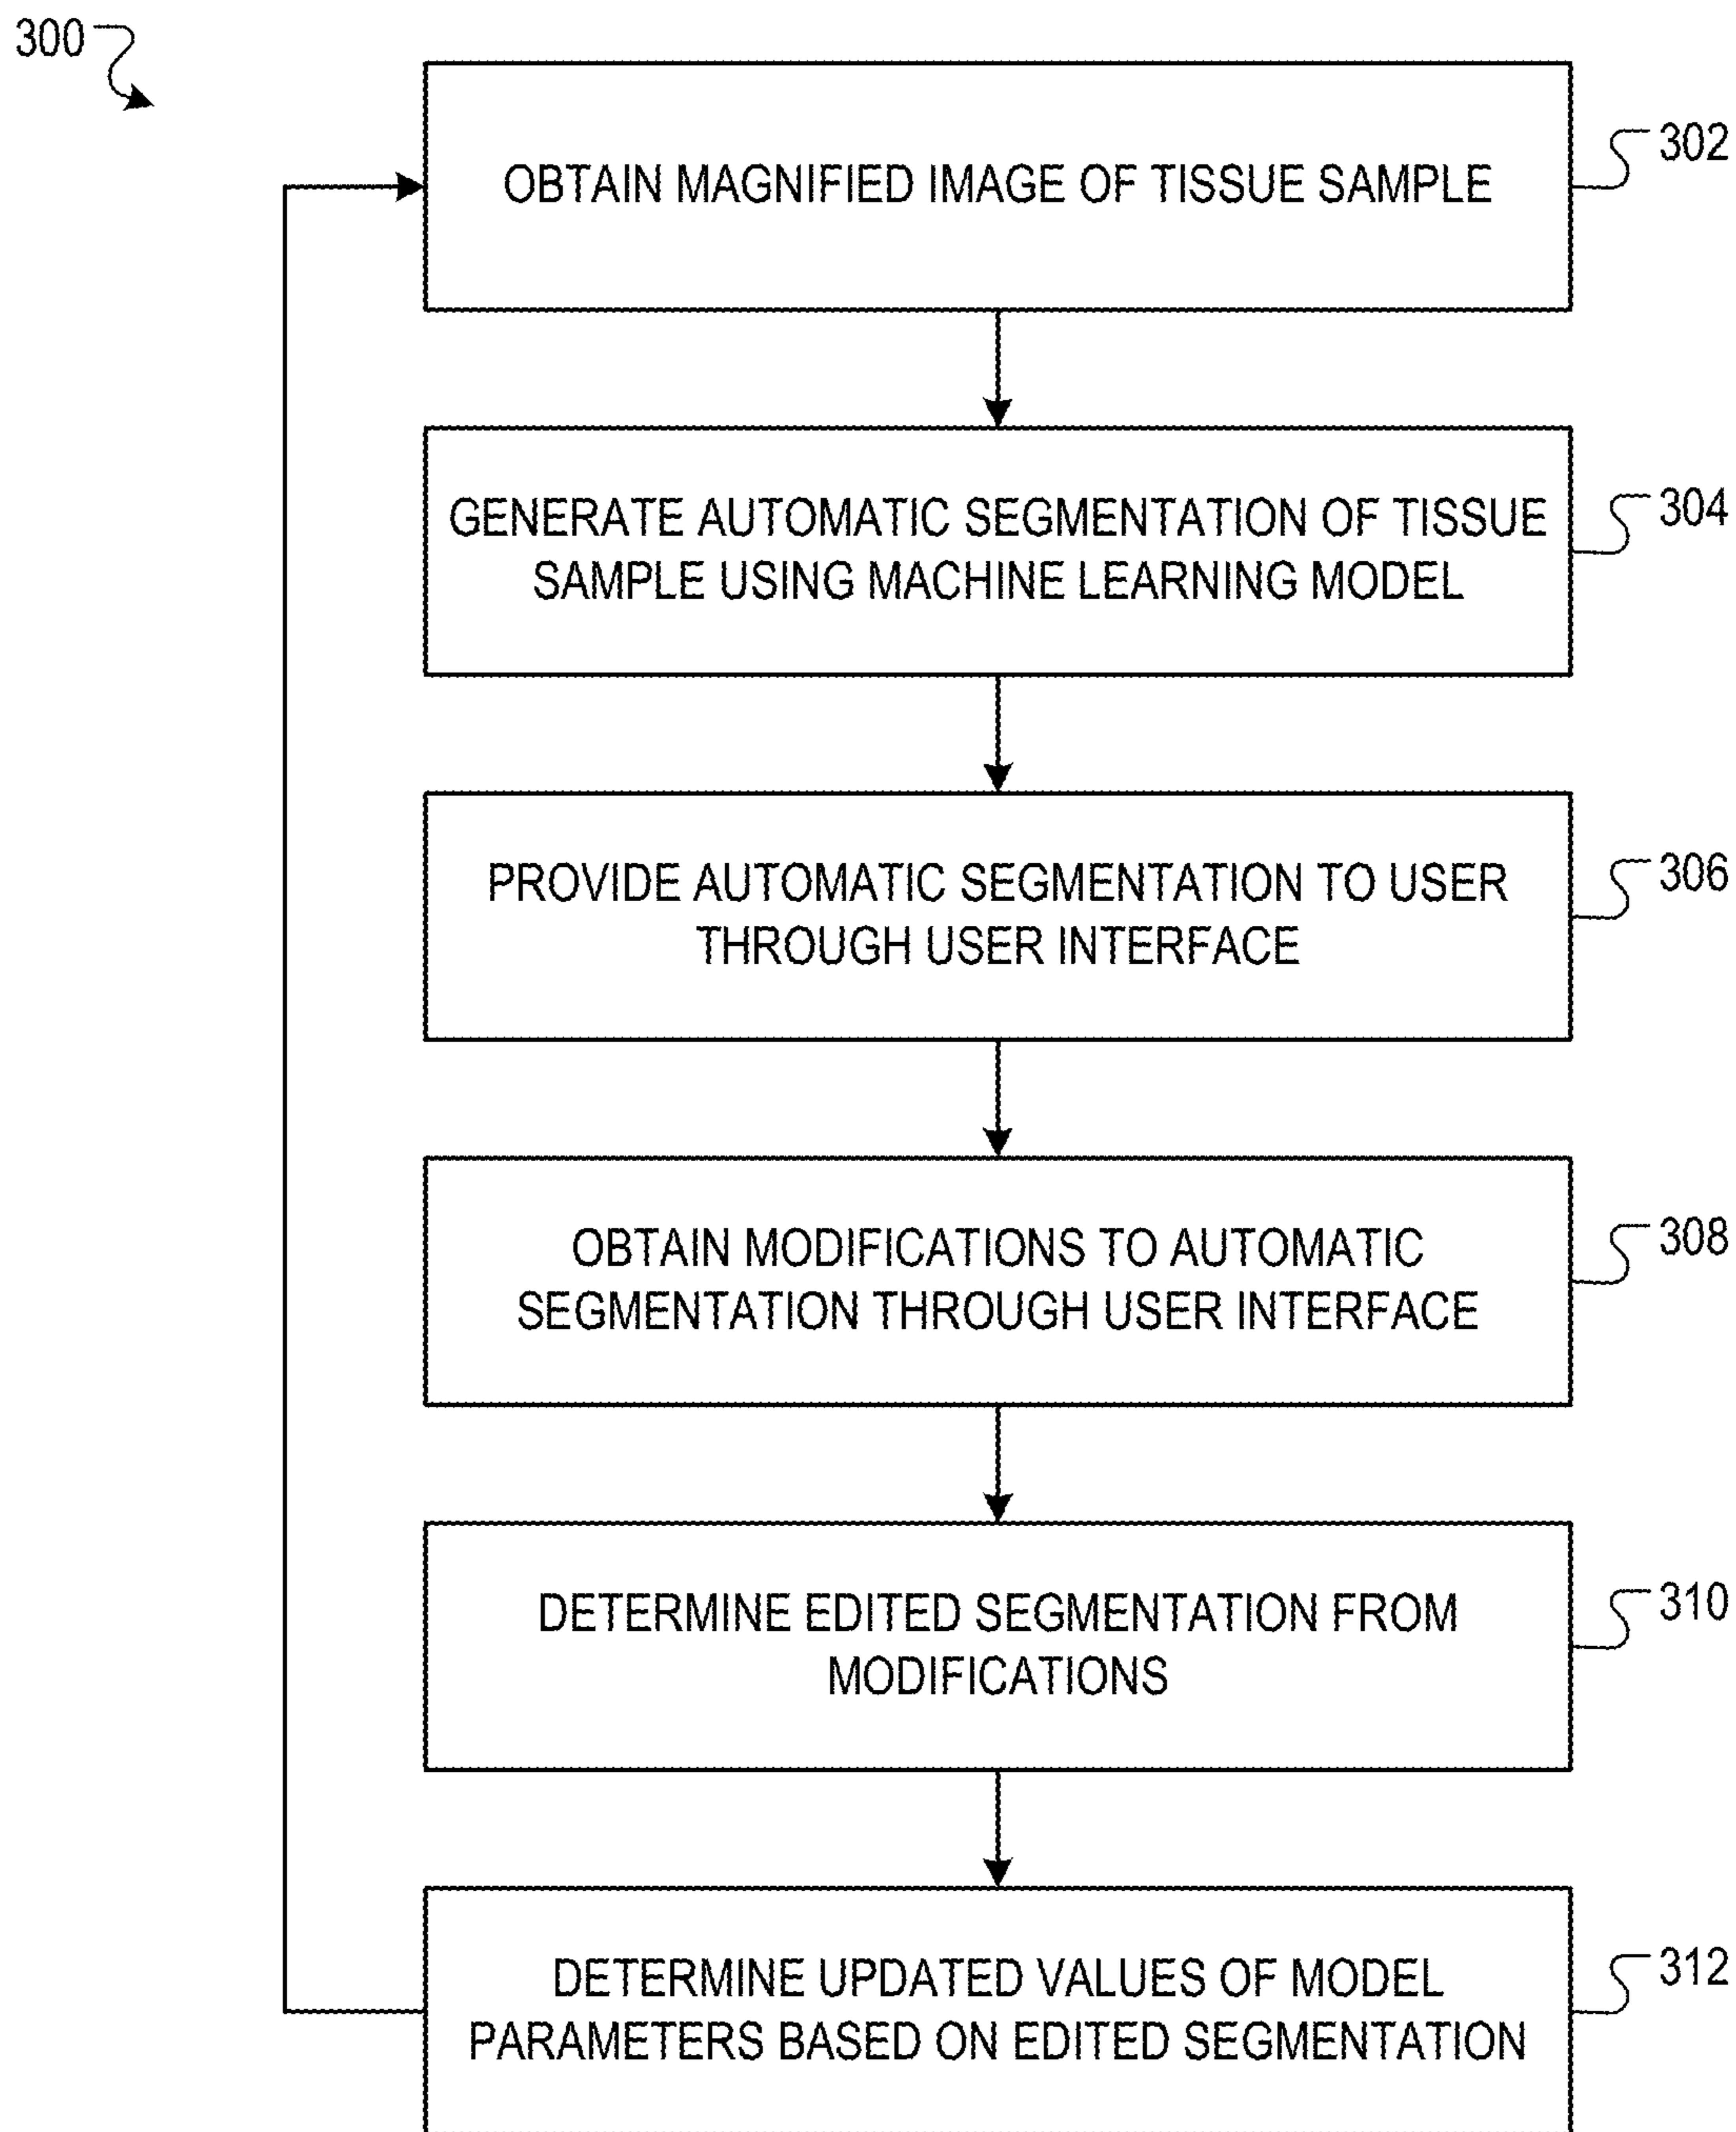 300
OBTAIN MAGNIFIED IMAGE OF TISSUE SAMPLE
302
GENERATE AUTOMATIC SEGMENTATION OF TISSUE
SAMPLE USING MACHINE LEARNING MODEL
304
PROVIDE AUTOMATIC SEGMENTATION TO USER
THROUGH USER INTERFACE
306
OBTAIN MODIFICATIONS TO AUTOMATIC
SEGMENTATION THROUGH USER INTERFACE
308
DETERMINE EDITED SEGMENTATION FROM
MODIFICATIONS
310
DETERMINE UPDATED VALUES OF MODEL
PARAMETERS BASED ON EDITED SEGMENTATION
312